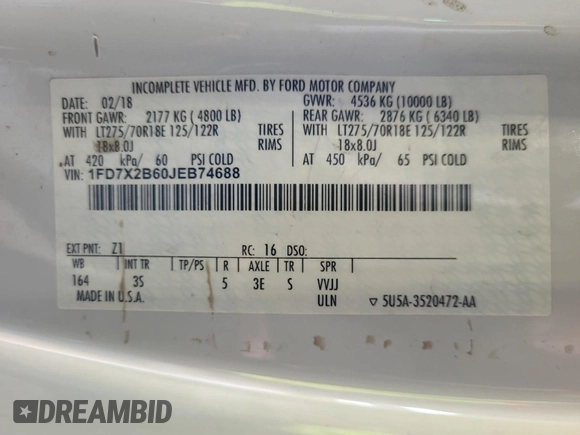 INCOMPLETE VEHICLE MFD. BY FORD MOTOR COMPANY
DATE: 02/18 GVWR: 4536 KG (10000 LB)
FRONT GAWR: 2177 KG ( 4800 LB) REAR GAWR: 2876 KG ( 6340 LB)
WITH LT275/70R18E 125/122R TIRES WITH LT275/70R18E 125/122R TIRES
18x8.0J RIMS 18x8.0J RIMS
AT 420 kPa/ 60 PSI COLD AT 450 kPa/ 65 PSI COLD
VIN: 1FD7X2B60JEB74688
EXT PNT: Z1 RC: 16 DSO:
WB INT TR TP/PS R AXLE TR SPR
164 3S 5 3E S VVJJ
MADE IN U.S.A. ULN ▽ 5U5A-3520472-AA
DREAMBID